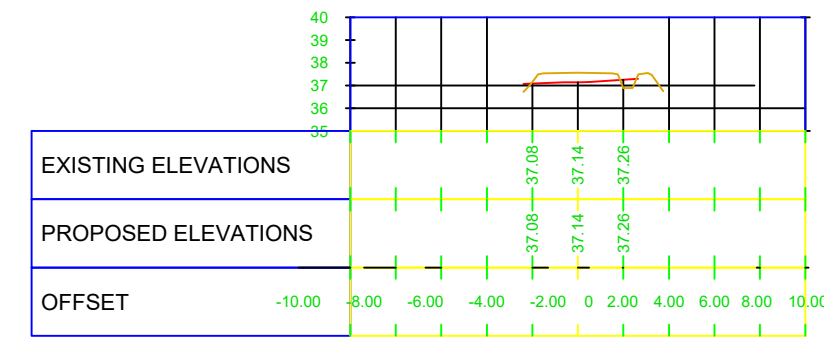 40
39
38
37
36
35
EXISTING ELEVATIONS 37.08 37.14 37.26
PROPOSED ELEVATIONS 37.08 37.14 37.26
OFFSET -10.00 -8.00 -6.00 -4.00 -2.00 0 2.00 4.00 6.00 8.00 10.00